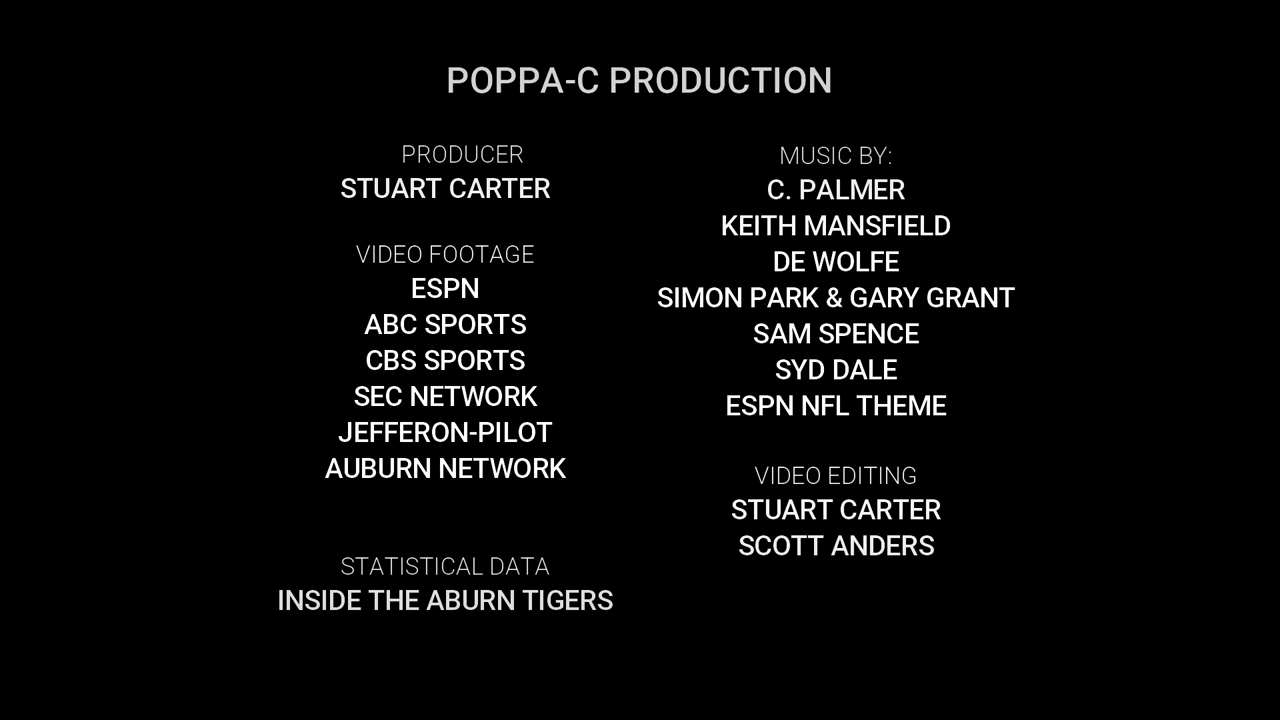 POPPA-C PRODUCTION
PRODUCER
STUART CARTER
VIDEO FOOTAGE
ESPN
ABC SPORTS
CBS SPORTS
SEC NETWORK
JEFFERON-PILOT
AUBURN NETWORK
STATISTICAL DATA
INSIDE THE ABURN TIGERS
MUSIC BY:
C. PALMER
KEITH MANSFIELD
DE WOLFE
SIMON PARK & GARY GRANT
SAM SPENCE
SYD DALE
ESPN NFL THEME
VIDEO EDITING
STUART CARTER
SCOTT ANDERS